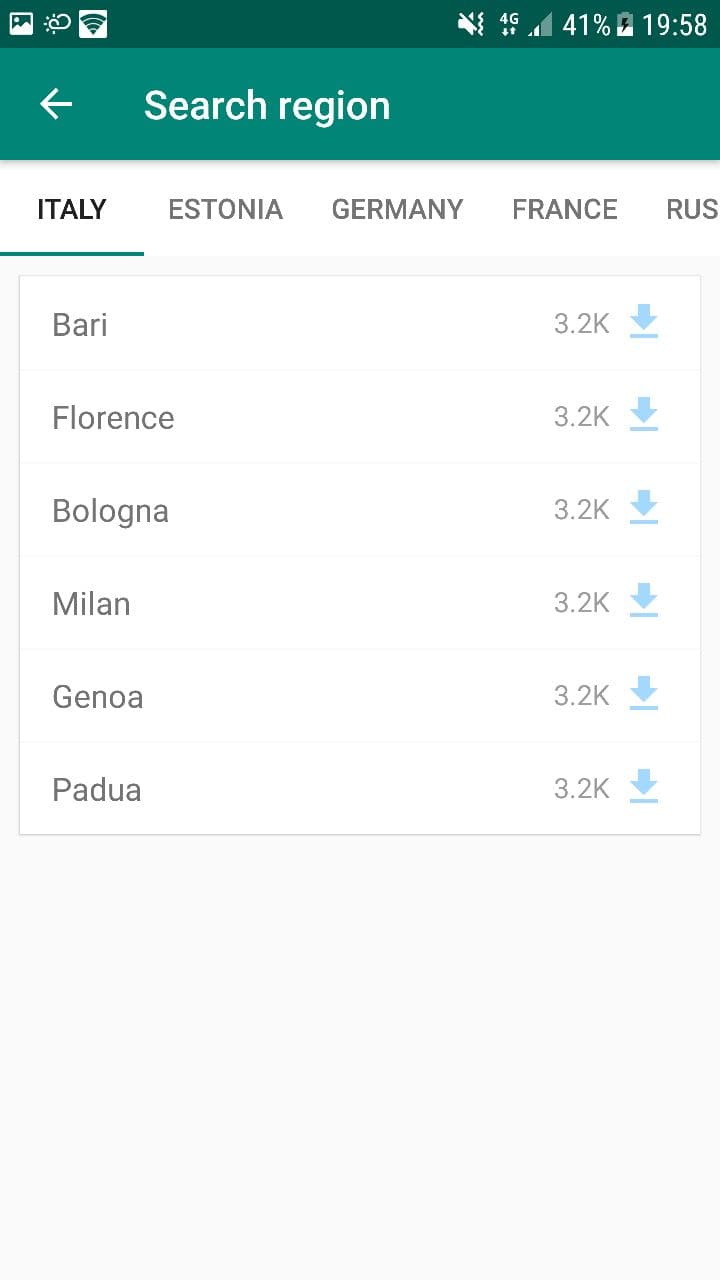 4G 41% 19:58
Search region
ITALY ESTONIA GERMANY FRANCE RUS
Bari 3.2K
Florence 3.2K
Bologna 3.2K
Milan 3.2K
Genoa 3.2K
Padua 3.2K